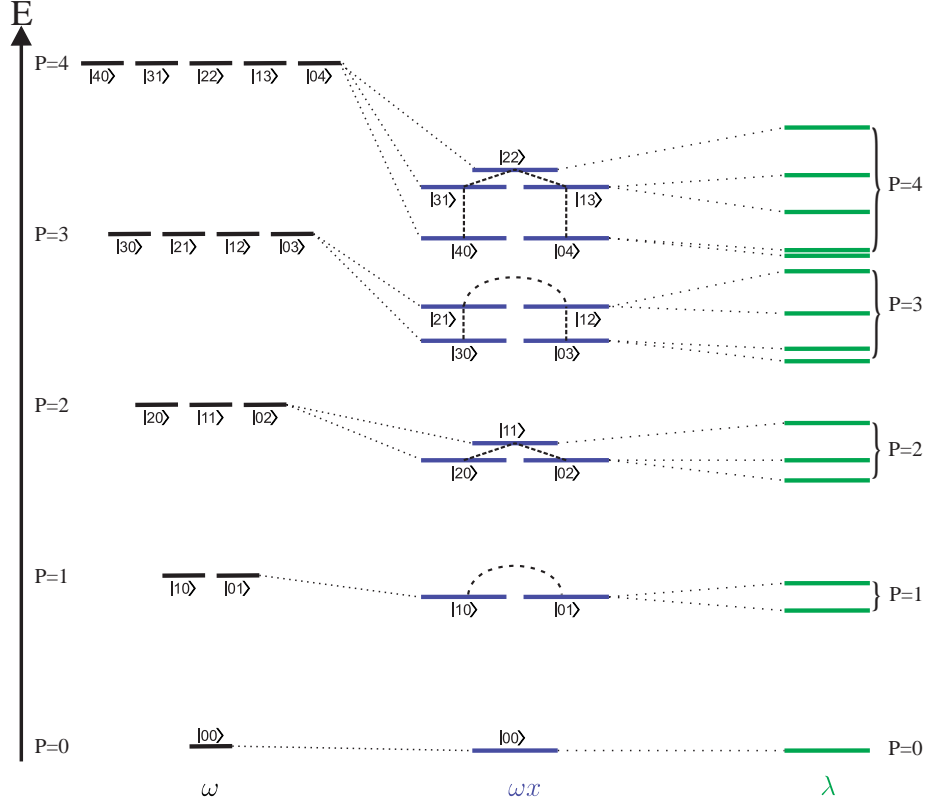 E
P=4
|40⟩ |31⟩ |22⟩ |13⟩ |04⟩
|22⟩
|31⟩ |13⟩
P=4
|40⟩ |04⟩
P=3
|30⟩ |21⟩ |12⟩ |03⟩
P=3
|21⟩ |12⟩
|30⟩ |03⟩
P=2
|20⟩ |11⟩ |02⟩
|11⟩
P=2
|20⟩ |02⟩
P=1
|10⟩ |01⟩
P=1
|10⟩ |01⟩
|00⟩ |00⟩
P=0 P=0
ω ωx λ